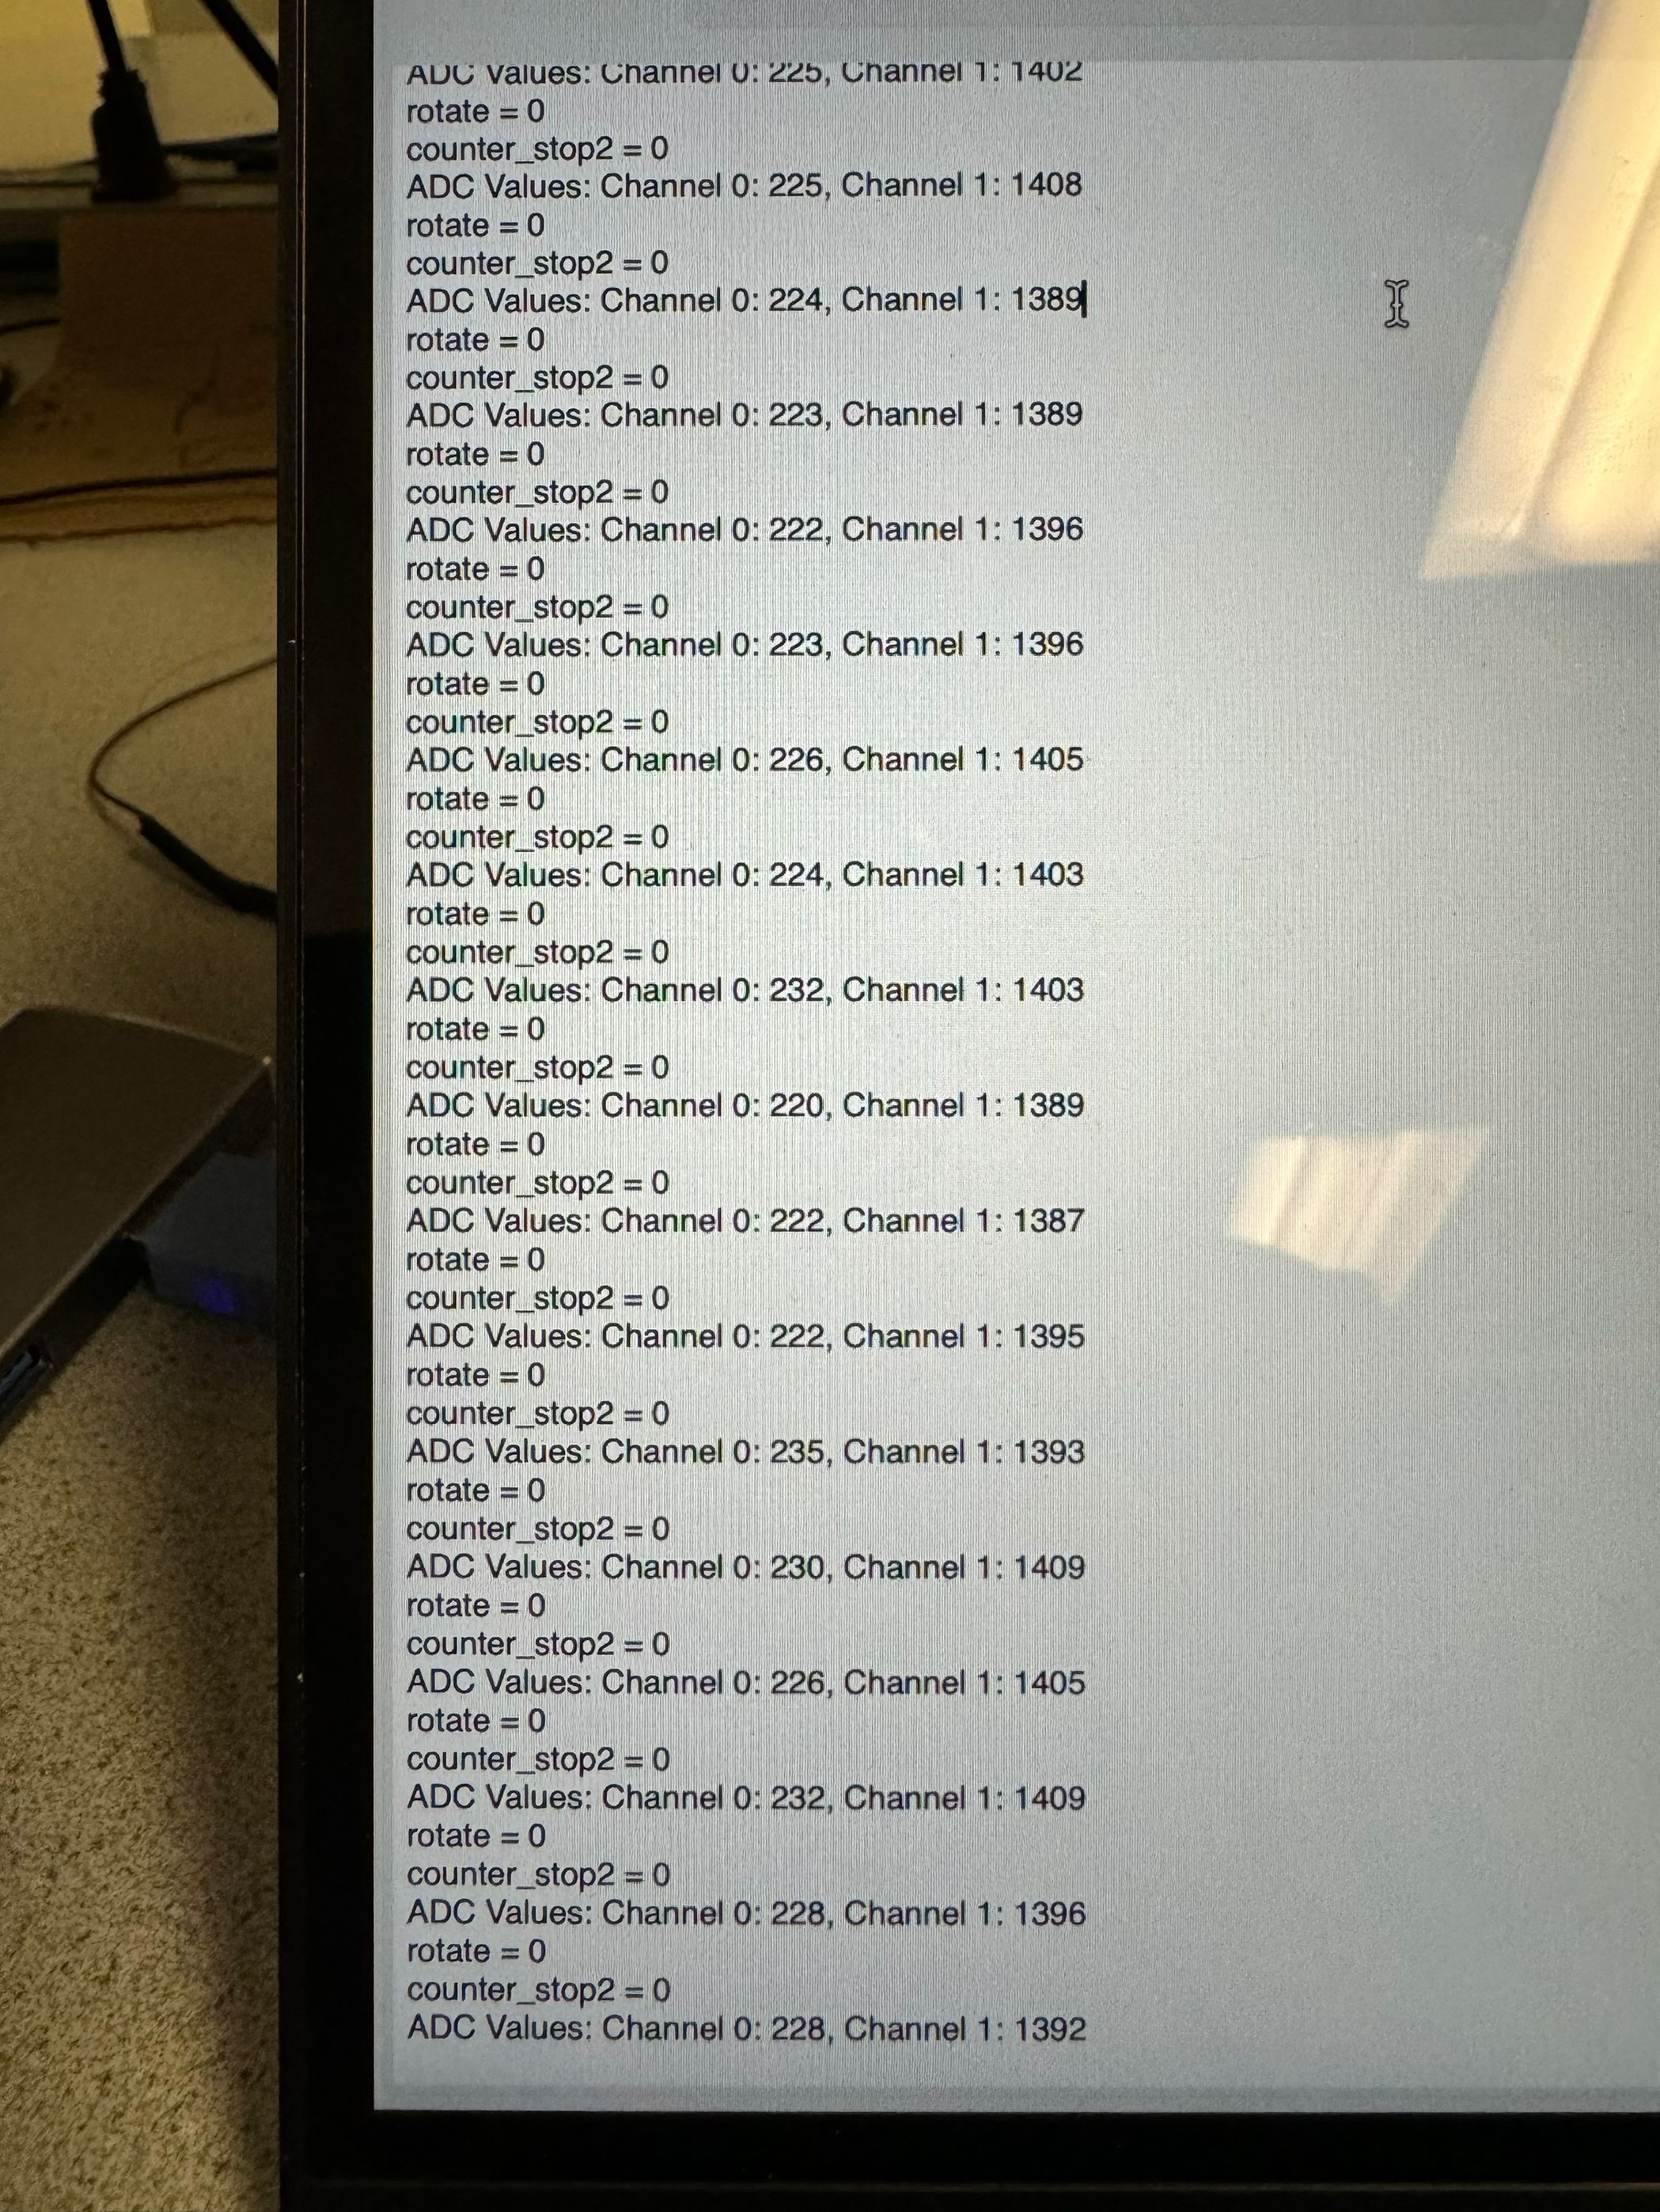 ADC Values: Channel 0: 225, Channel 1: 1402
rotate = 0
counter_stop2 = 0
ADC Values: Channel 0: 225, Channel 1: 1408
rotate = 0
counter_stop2 = 0
ADC Values: Channel 0: 224, Channel 1: 1389
rotate = 0
counter_stop2 = 0
ADC Values: Channel 0: 223, Channel 1: 1389
rotate = 0
counter_stop2 = 0
ADC Values: Channel 0: 222, Channel 1: 1396
rotate = 0
counter_stop2 = 0
ADC Values: Channel 0: 223, Channel 1: 1396
rotate = 0
counter_stop2 = 0
ADC Values: Channel 0: 226, Channel 1: 1405
rotate = 0
counter_stop2 = 0
ADC Values: Channel 0: 224, Channel 1: 1403
rotate = 0
counter_stop2 = 0
ADC Values: Channel 0: 232, Channel 1: 1403
rotate = 0
counter_stop2 = 0
ADC Values: Channel 0: 220, Channel 1: 1389
rotate = 0
counter_stop2 = 0
ADC Values: Channel 0: 222, Channel 1: 1387
rotate = 0
counter_stop2 = 0
ADC Values: Channel 0: 222, Channel 1: 1395
rotate = 0
counter_stop2 = 0
ADC Values: Channel 0: 235, Channel 1: 1393
rotate = 0
counter_stop2 = 0
ADC Values: Channel 0: 230, Channel 1: 1409
rotate = 0
counter_stop2 = 0
ADC Values: Channel 0: 226, Channel 1: 1405
rotate = 0
counter_stop2 = 0
ADC Values: Channel 0: 232, Channel 1: 1409
rotate = 0
counter_stop2 = 0
ADC Values: Channel 0: 228, Channel 1: 1396
rotate = 0
counter_stop2 = 0
ADC Values: Channel 0: 228, Channel 1: 1392